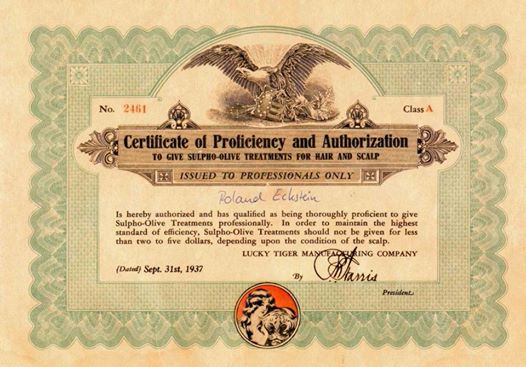 No. 2461
Class A
Certificate of Proficiency and Authorization
TO GIVE SULPHO-OLIVE TREATMENTS FOR HAIR AND SCALP
ISSUED TO PROFESSIONALS ONLY
Roland Eckstein
Is hereby authorized and has qualified as being thoroughly proficient to give
Sulpho-Olive Treatments professionally. In order to maintain the highest
standard of efficiency, Sulpho-Olive Treatments should not be given for less
than two to five dollars, depending upon the condition of the scalp.
LUCKY TIGER MANUFACTURING COMPANY
(Dated) Sept. 31st, 1937
By
Harris
President.